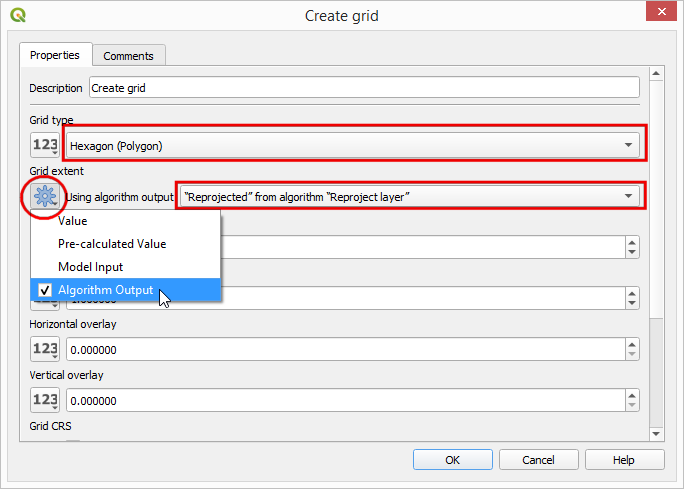 Create grid
Properties
Comments
Description
Create grid
Grid type
123
Hexagon (Polygon)
Grid extent
Using algorithm output
“Reprojected” from algorithm “Reproject layer”
Value
Pre-calculated Value
Model Input
Algorithm Output
Horizontal overlay
123
0.000000
Vertical overlay
123
0.000000
Grid CRS
OK
Cancel
Help